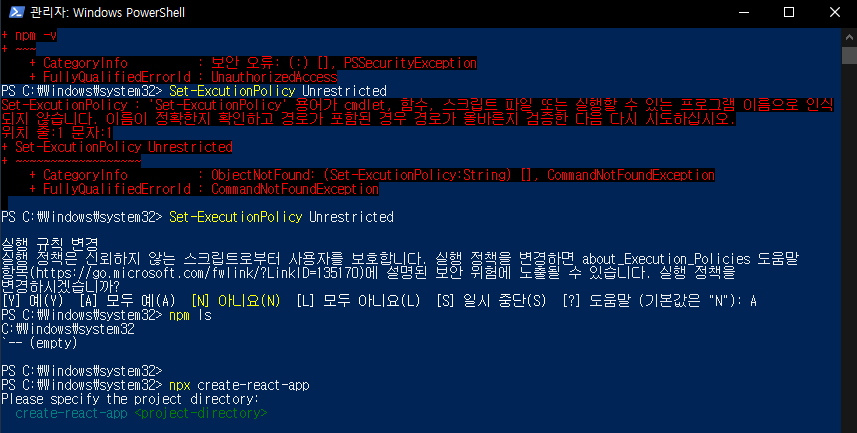 관리자: Windows PowerShell
+ npm -v
+ ~~~
    + CategoryInfo          : 보안 오류: (:) [], PSSecurityException
    + FullyQualifiedErrorId : UnauthorizedAccess
PS C:₩Windows₩system32> Set-ExcutionPolicy Unrestricted
Set-ExcutionPolicy : 'Set-ExcutionPolicy' 용어가 cmdlet, 함수, 스크립트 파일 또는 실행할 수 있는 프로그램 이름으로 인식
되지 않습니다. 이름이 정확한지 확인하고 경로가 포함된 경우 경로가 올바른지 검증한 다음 다시 시도하십시오.
위치 줄:1 문자:1
+ Set-ExcutionPolicy Unrestricted
+ ~~~~~~~~~~~~~~~~~~
    + CategoryInfo          : ObjectNotFound: (Set-ExcutionPolicy:String) [], CommandNotFoundException
    + FullyQualifiedErrorId : CommandNotFoundException
PS C:₩Windows₩system32> Set-ExecutionPolicy Unrestricted
실행 규칙 변경
실행 정책은 신뢰하지 않는 스크립트로부터 사용자를 보호합니다. 실행 정책을 변경하면 about_Execution_Policies 도움말
항목(https://go.microsoft.com/fwlink/?LinkID=135170)에 설명된 보안 위험에 노출될 수 있습니다. 실행 정책을
변경하시겠습니까?
[Y] 예(Y)  [A] 모두 예(A)  [N] 아니요(N)  [L] 모두 아니요(L)  [S] 일시 중단(S)  [?] 도움말 (기본값은 "N"): A
PS C:₩Windows₩system32> npm ls
C:₩Windows₩system32
`-- (empty)
PS C:₩Windows₩system32>
PS C:₩Windows₩system32> npx create-react-app
Please specify the project directory:
  create-react-app <project-directory>